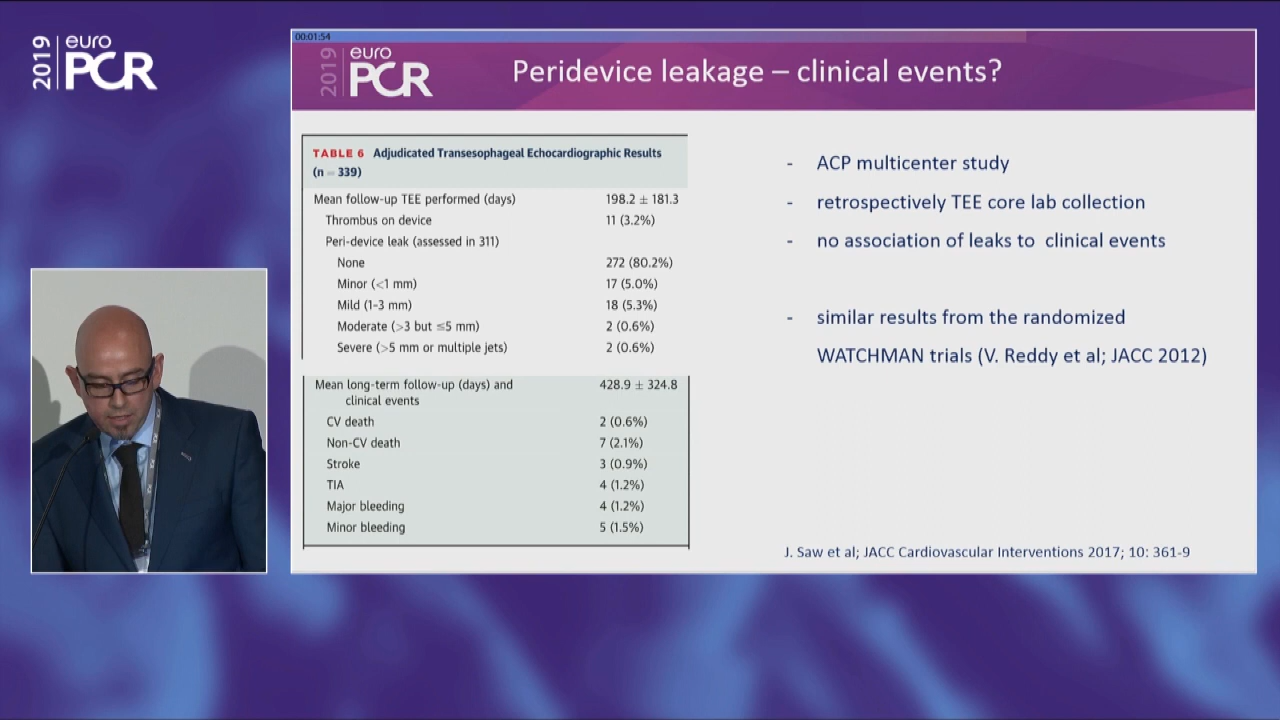 2019 euro PCR
00:01:54
2019 euro PCR
Peridevice leakage – clinical events?
TABLE 6 Adjudicated Transesophageal Echocardiographic Results
(n = 339)
Mean follow-up TEE performed (days) 198.2 ± 181.3
Thrombus on device 11 (3.2%)
Peri-device leak (assessed in 311)
None 272 (80.2%)
Minor (<1 mm) 17 (5.0%)
Mild (1-3 mm) 18 (5.3%)
Moderate (>3 but ≤5 mm) 2 (0.6%)
Severe (>5 mm or multiple jets) 2 (0.6%)
Mean long-term follow-up (days) and 428.9 ± 324.8
clinical events
CV death 2 (0.6%)
Non-CV death 7 (2.1%)
Stroke 3 (0.9%)
TIA 4 (1.2%)
Major bleeding 4 (1.2%)
Minor bleeding 5 (1.5%)
- ACP multicenter study
- retrospectively TEE core lab collection
- no association of leaks to clinical events
- similar results from the randomized
WATCHMAN trials (V. Reddy et al; JACC 2012)
J. Saw et al; JACC Cardiovascular Interventions 2017; 10: 361-9